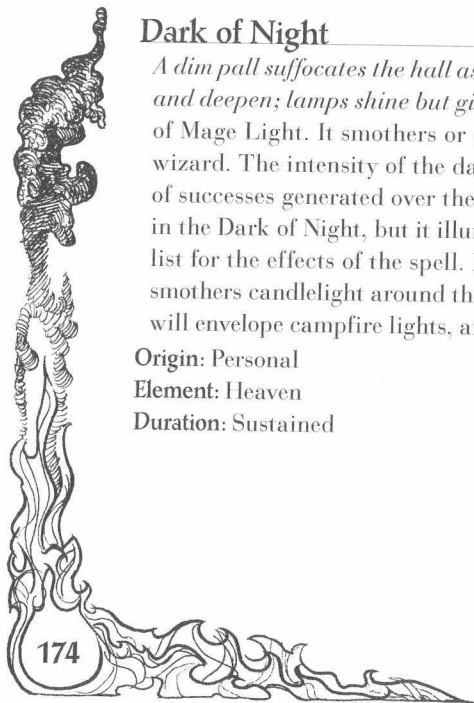 Dark of Night
A dim pall suffocates the hall as
and deepen; lamps shine but gi
of Mage Light. It smothers or
wizard. The intensity of the da
of successes generated over the
in the Dark of Night, but it illu
list for the effects of the spell.
smothers candlelight around th
will envelope campfire lights, a
Origin: Personal
Element: Heaven
Duration: Sustained
174